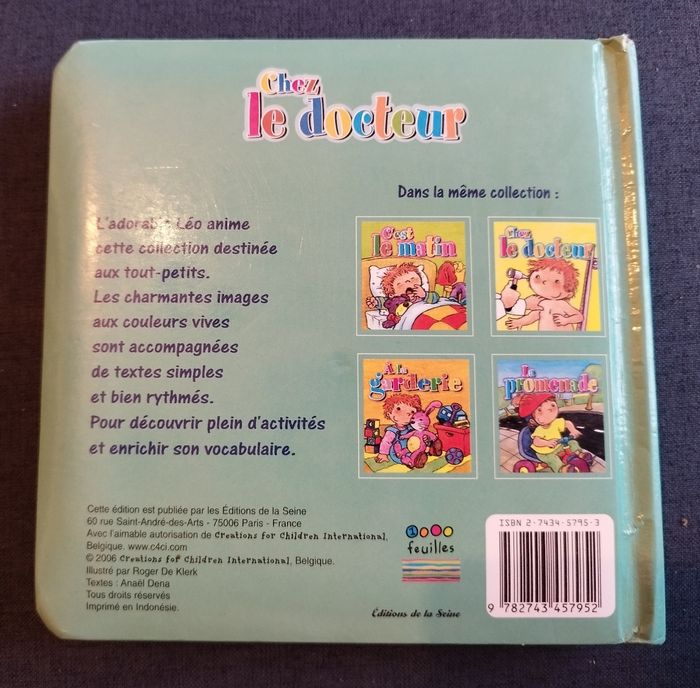 Chez
le docteur
Dans la même collection :
L'adorable Léo anime
cette collection destinée
aux tout-petits.
Les charmantes images
aux couleurs vives
sont accompagnées
de textes simples
et bien rythmés.
Pour découvrir plein d'activités
et enrichir son vocabulaire.
C'est
le matin
Chez
le docteur
À la
garderie
La
promenade
Cette édition est publiée par les Éditions de la Seine
60 rue Saint-André-des-Arts - 75006 Paris - France
Avec l'aimable autorisation de Creations for Children International,
Belgique. www.c4ci.com
© 2006 Creations for Children International, Belgique.
Illustré par Roger De Klerk
Textes : Anaël Dena
Tous droits réservés
Imprimé en Indonésie.
1000
feuilles
Éditions de la Seine
ISBN 2-7434-5795-3
9 782743 457952